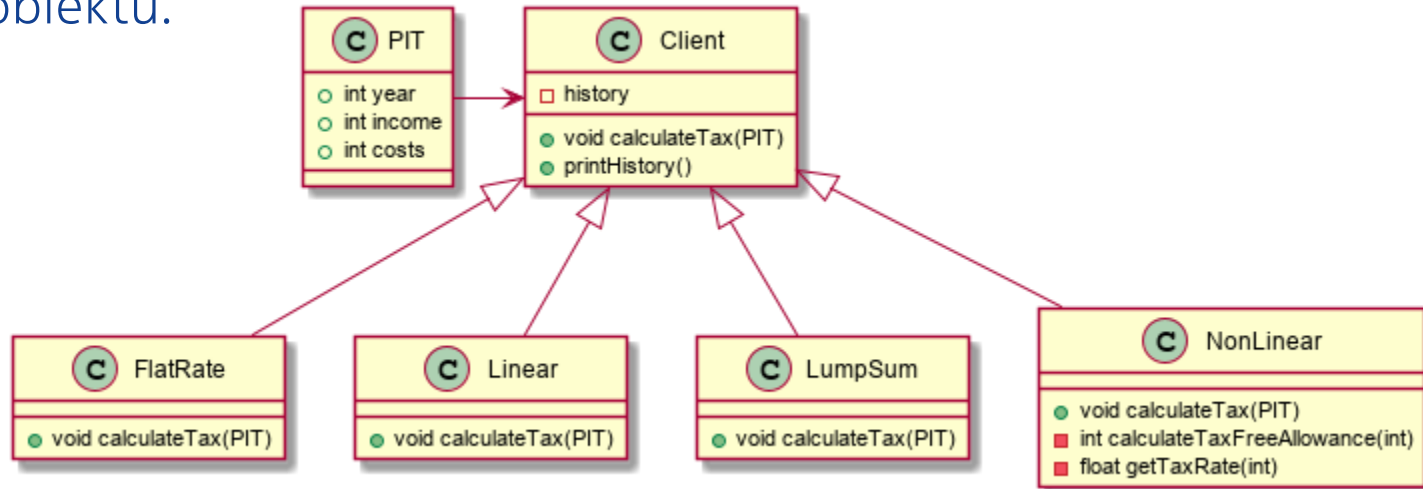 obiektu.
C PIT
int year
int income
int costs
C Client
history
void calculateTax(PIT)
printHistory()
C FlatRate
void calculateTax(PIT)
C Linear
void calculateTax(PIT)
C LumpSum
void calculateTax(PIT)
C NonLinear
void calculateTax(PIT)
int calculateTaxFreeAllowance(int)
float getTaxRate(int)